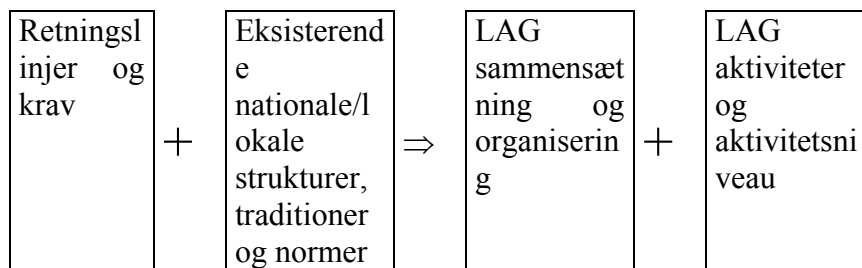 Retningsl
injer og
krav
+
Eksisterend
e
nationale/l
okale
strukturer,
traditioner
og normer
⇒
LAG
sammensæt
ning og
organiserin
g
+
LAG
aktiviteter
og
aktivitetsni
veau